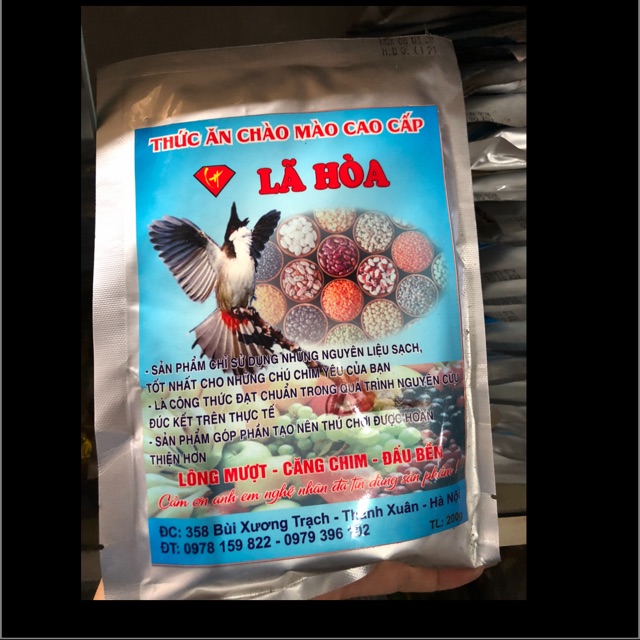 THỨC ĂN CHÀO MÀO CAO CẤP
LÃ HÒA
- SẢN PHẨM CHỈ SỬ DỤNG NHỮNG NGUYÊN LIỆU SẠCH,
TỐT NHẤT CHO NHỮNG CHÚ CHIM YÊU CỦA BẠN
- LÀ CÔNG THỨC ĐẠT CHUẨN TRONG QUÁ TRÌNH NGUYÊN CỨU
ĐÚC KẾT TRÊN THỰC TẾ
- SẢN PHẨM GÓP PHẦN TẠO NÊN THÚ CHƠI ĐƯỢC HOÀN
THIỆN HƠN
LÔNG MƯỢT - CĂNG CHIM - ĐẤU BỀN
Cảm ơn anh em nghệ nhân đã tin dùng sản phẩm !
ĐC: 358 Bùi Xương Trạch - Thanh Xuân - Hà Nội
ĐT: 0978 159 822 - 0979 396 192
TL: 200g